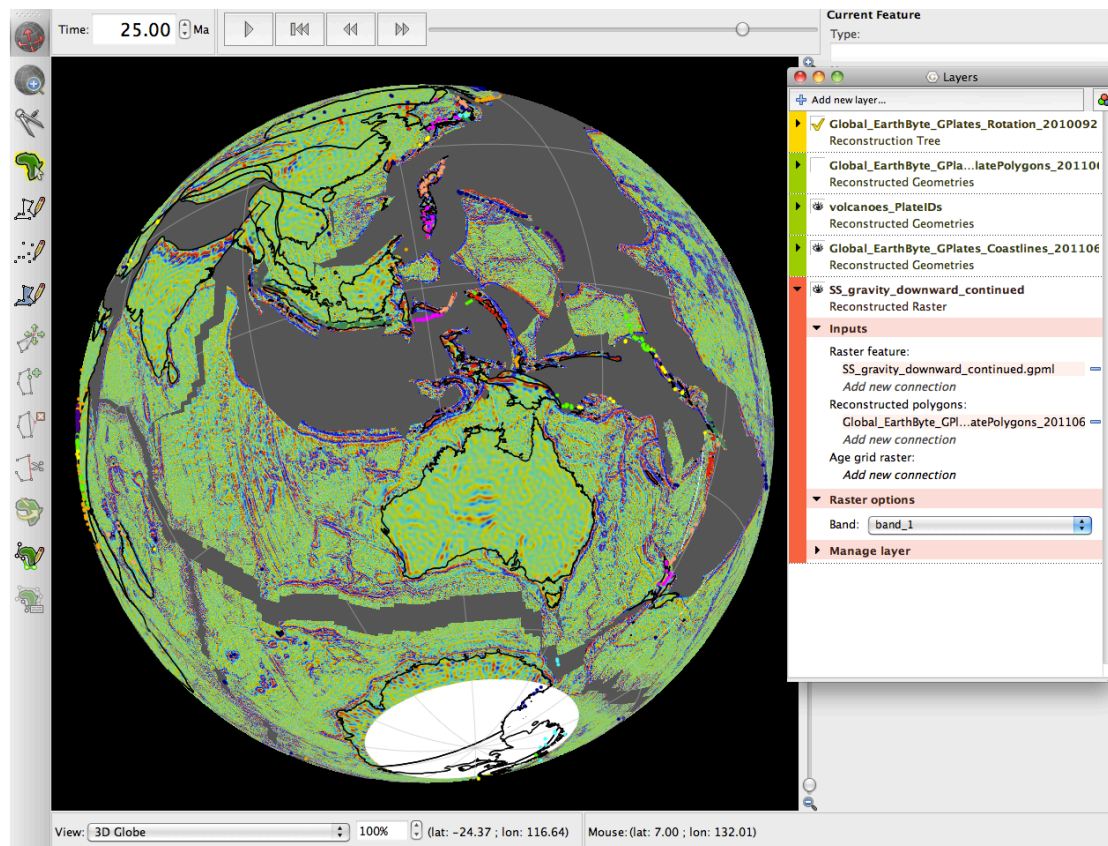 Time: 25.00 Ma
Current Feature
Type:
Layers
Add new layer...
Global_EarthByte_GPlates_Rotation_2010092
Reconstruction Tree
Global_EarthByte_GPla...latePolygons_20110
Reconstructed Geometries
volcanoes_PlateIDs
Reconstructed Geometries
Global_EarthByte_GPlates_Coastlines_201106
Reconstructed Geometries
SS_gravity_downward_continued
Reconstructed Raster
Inputs
Raster feature:
SS_gravity_downward_continued.gpml
Add new connection
Reconstructed polygons:
Global_EarthByte_GPl...atePolygons_201106
Add new connection
Age grid raster:
Add new connection
Raster options
Band: band_1
Manage layer
View: 3D Globe 100% (lat: -24.37 ; lon: 116.64) Mouse: (lat: 7.00 ; lon: 132.01)